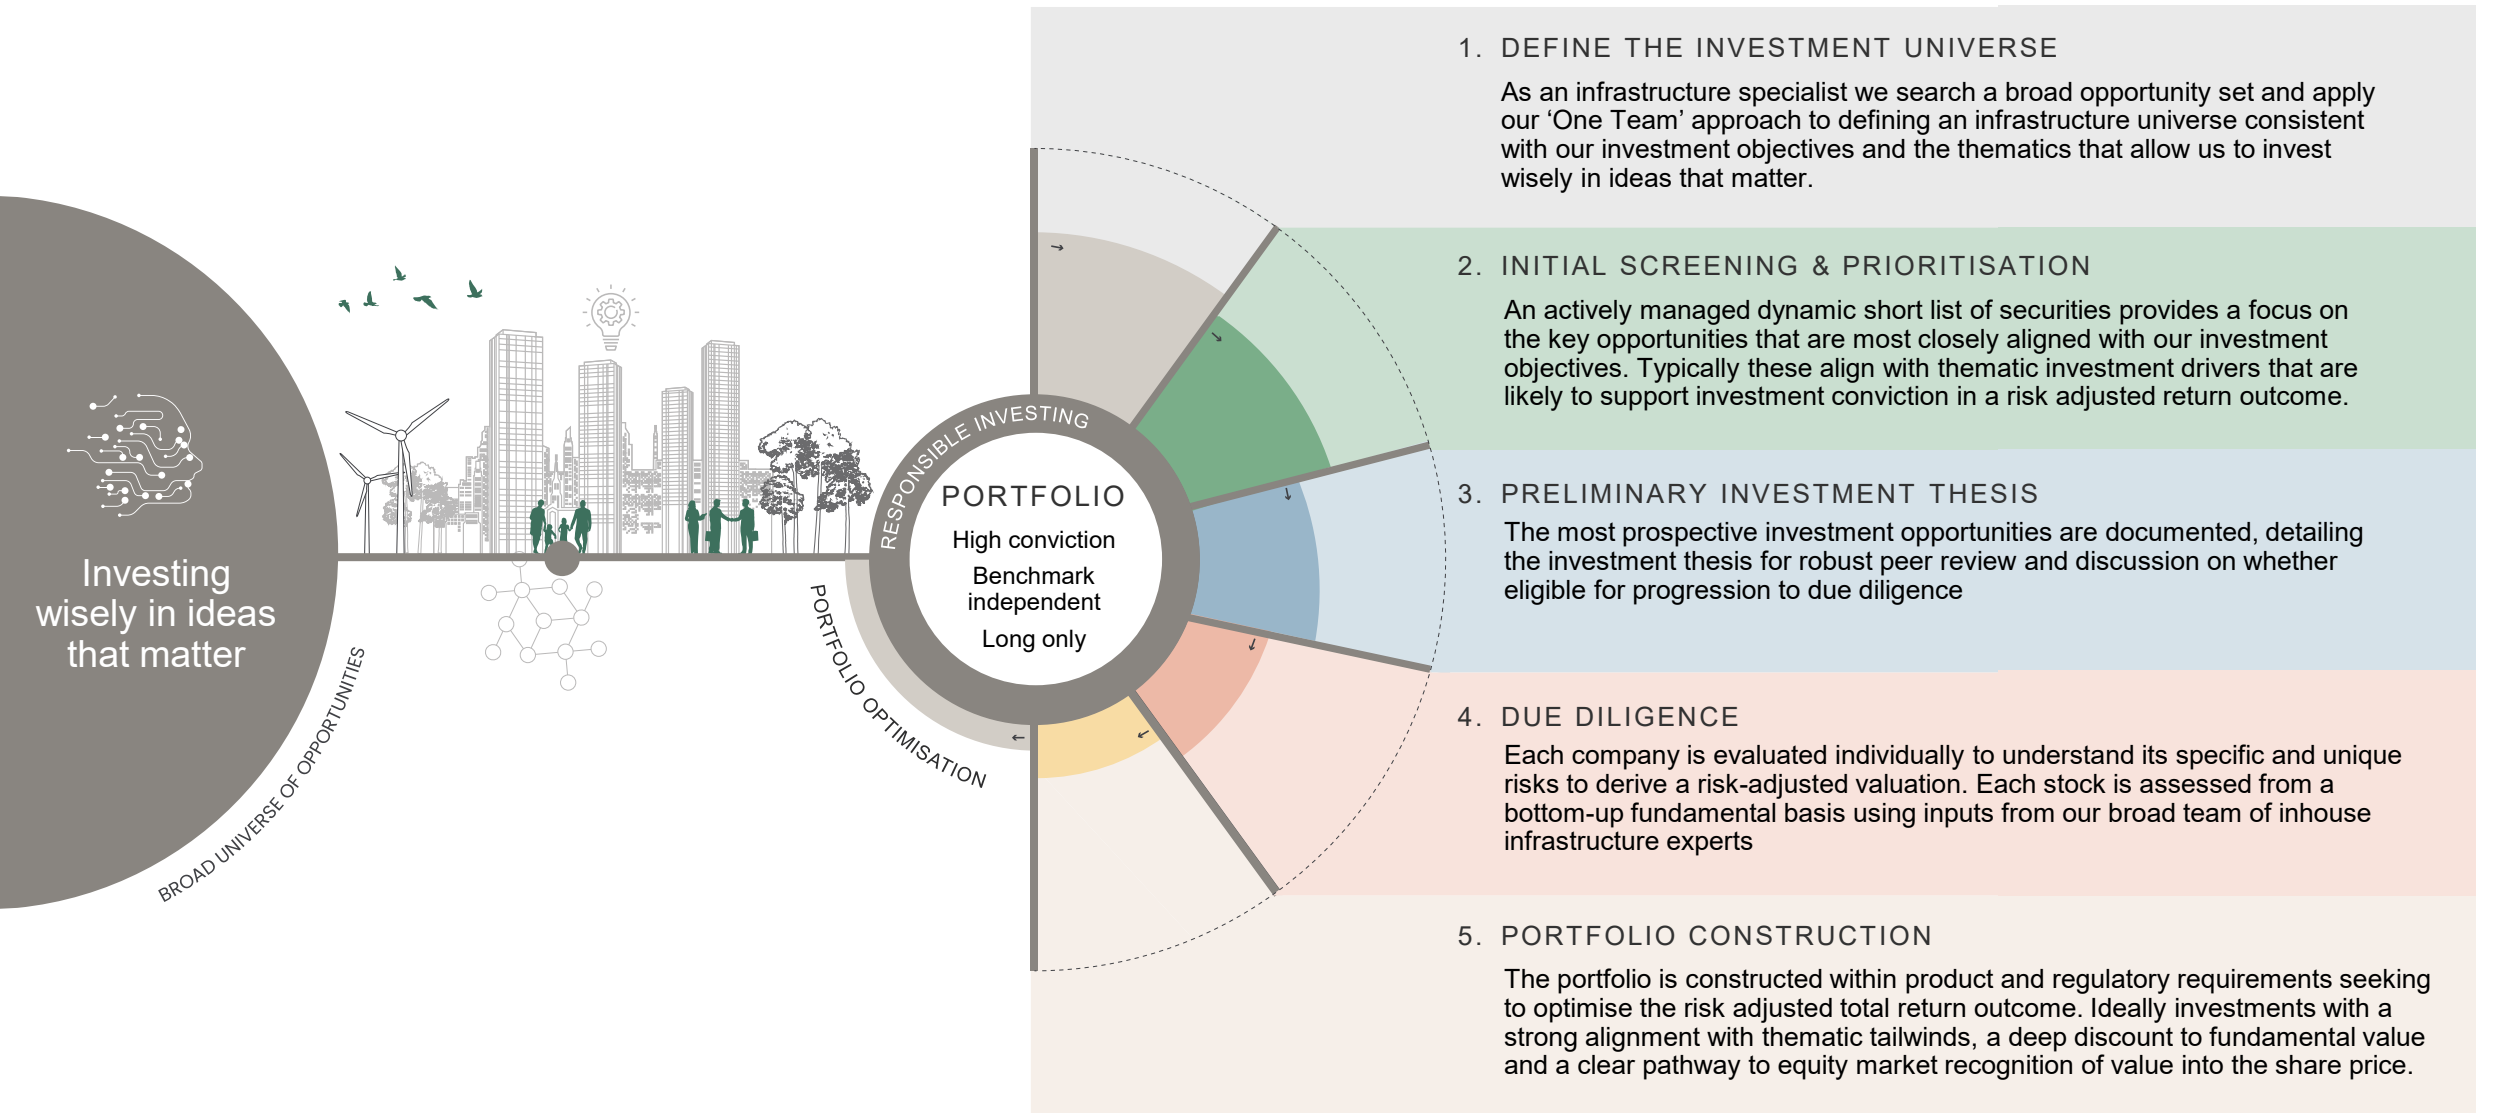 Investing
wisely in ideas
that matter
BROAD UNIVERSE OF OPPORTUNITIES
RESPONSIBLE INVESTING
PORTFOLIO
High conviction
Benchmark
independent
Long only
PORTFOLIO OPTIMISATION
1. DEFINE THE INVESTMENT UNIVERSE
As an infrastructure specialist we search a broad opportunity set and apply
our ‘One Team’ approach to defining an infrastructure universe consistent
with our investment objectives and the thematics that allow us to invest
wisely in ideas that matter.
2. INITIAL SCREENING & PRIORITISATION
An actively managed dynamic short list of securities provides a focus on
the key opportunities that are most closely aligned with our investment
objectives. Typically these align with thematic investment drivers that are
likely to support investment conviction in a risk adjusted return outcome.
3. PRELIMINARY INVESTMENT THESIS
The most prospective investment opportunities are documented, detailing
the investment thesis for robust peer review and discussion on whether
eligible for progression to due diligence
4. DUE DILIGENCE
Each company is evaluated individually to understand its specific and unique
risks to derive a risk-adjusted valuation. Each stock is assessed from a
bottom-up fundamental basis using inputs from our broad team of inhouse
infrastructure experts
5. PORTFOLIO CONSTRUCTION
The portfolio is constructed within product and regulatory requirements seeking
to optimise the risk adjusted total return outcome. Ideally investments with a
strong alignment with thematic tailwinds, a deep discount to fundamental value
and a clear pathway to equity market recognition of value into the share price.